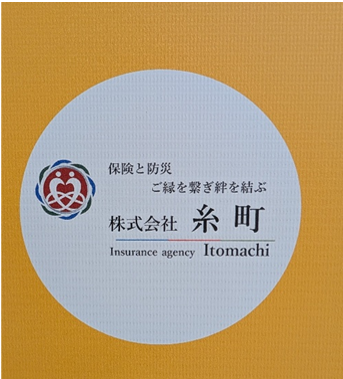 保険と防災
ご縁を繋ぎ絆を結ぶ
株式会社 糸町
Insurance agency Itomachi